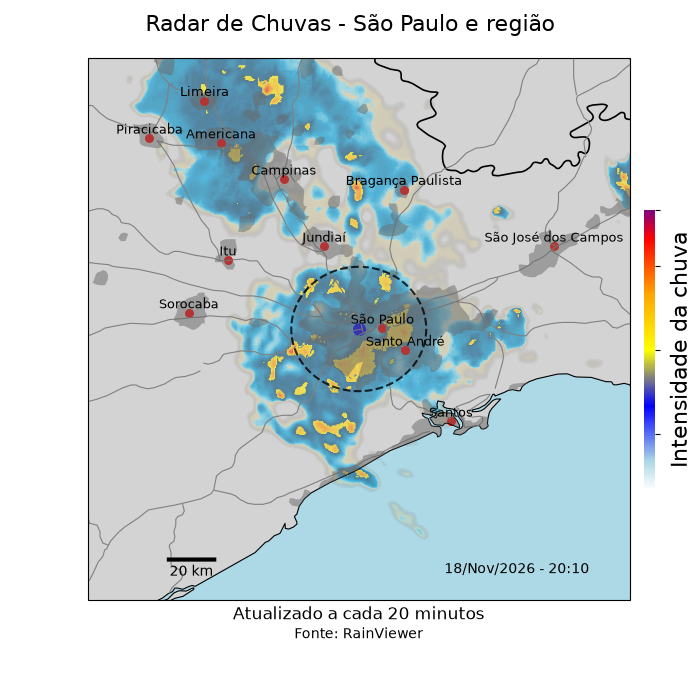 Radar de Chuvas - São Paulo e região
Limeira
Piracicaba
Americana
Campinas
Bragança Paulista
Jundiaí
São José dos Campos
Itu
Sorocaba
São Paulo
Santo André
Santos
Intensidade da chuva
20 km
18/Nov/2026 - 20:10
Atualizado a cada 20 minutos
Fonte: RainViewer